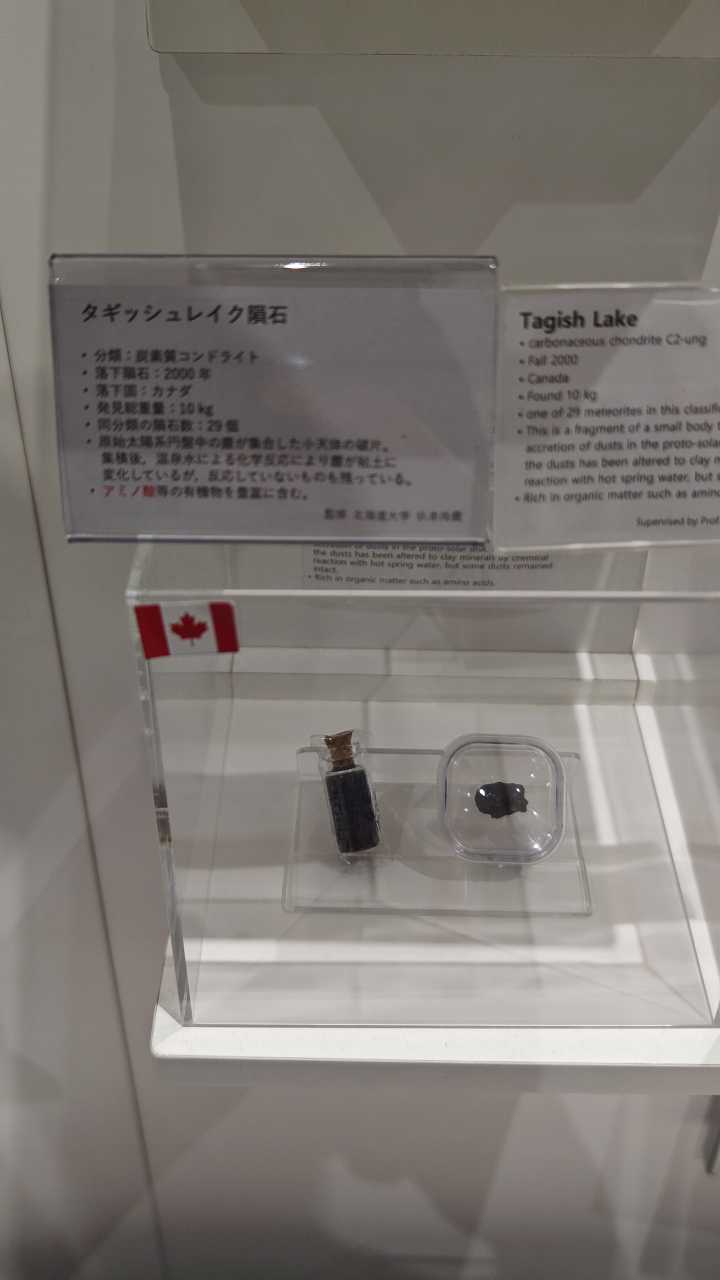 タギッシュレイク隕石
・分類：炭素質コンドライト
・落下隕石：2000 年
・落下国：カナダ
・発見総重量：10 kg
・同分類の隕石数：29 個
・原始太陽系円盤中の塵が集合した小天体の破片。
集積後、温泉水による化学反応により塵が粘土に
変化しているが、反応していないものも残っている。
・アミノ酸等の有機物を豊富に含む。
監修 北海道大学
Tagish Lake
• carbonaceous chondrite C2-ung
• Fall 2000
• Canada
• Found 10 kg
• one of 29 meteorites in this classific
• This is a fragment of a small body
accretion of dusts in the proto-solar
the dusts has been altered to clay
reaction with hot spring water, but
• Rich in organic matter such as amino
Supervised by Prof
accretion of dusts in the proto-solar disk.
the dusts has been altered to clay minerals by chemical
reaction with hot spring water, but some dusts remained
intact.
• Rich in organic matter such as amino acids.